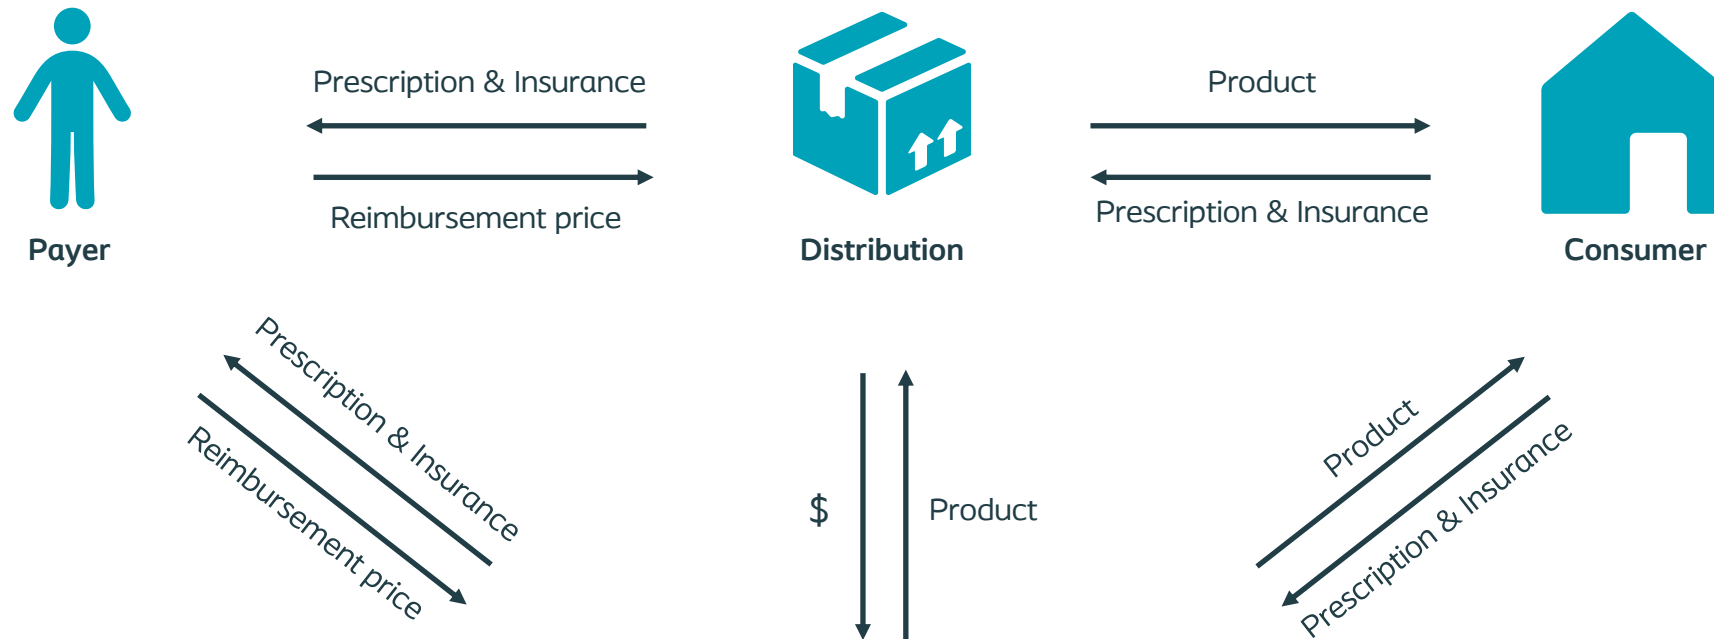 Prescription & Insurance
Product
Reimbursement price
Prescription & Insurance
Payer
Distribution
Consumer
Prescription & Insurance
Reimbursement price
$
Product
Product
Prescription & Insurance